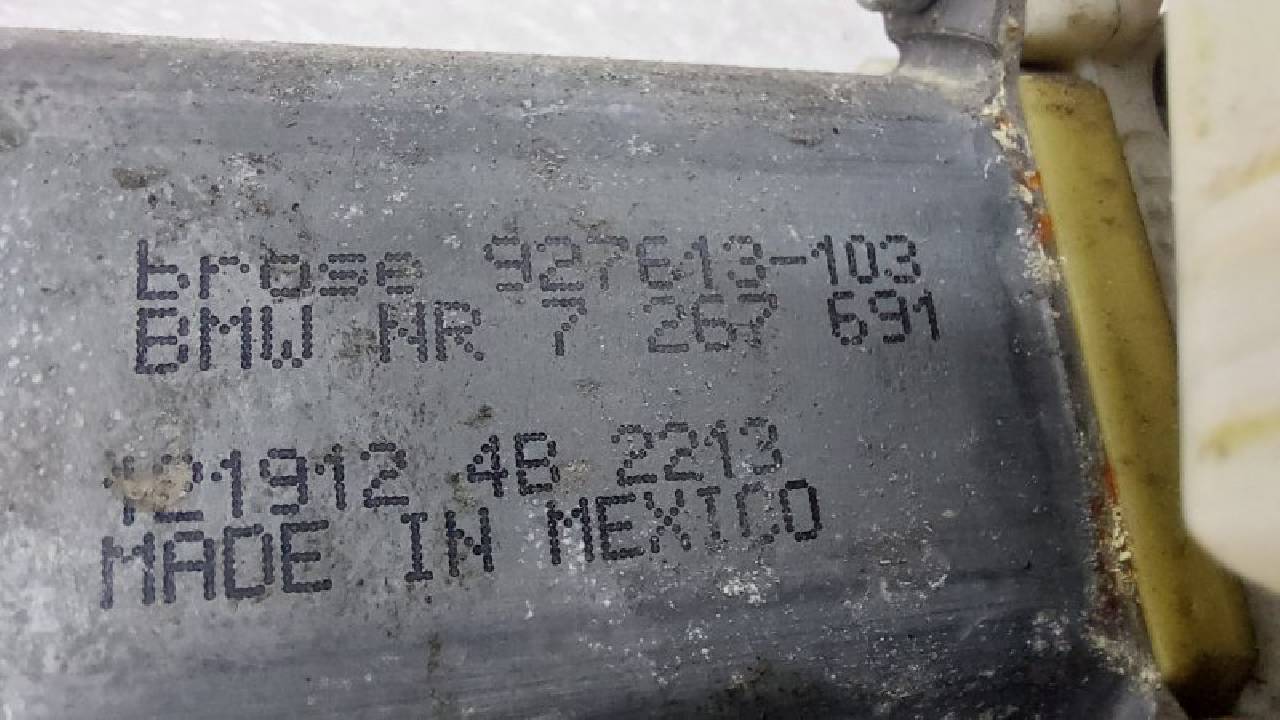 brose 927613-103
BMW NR 7 267 691
121912 4B 2213
MADE IN MEXICO